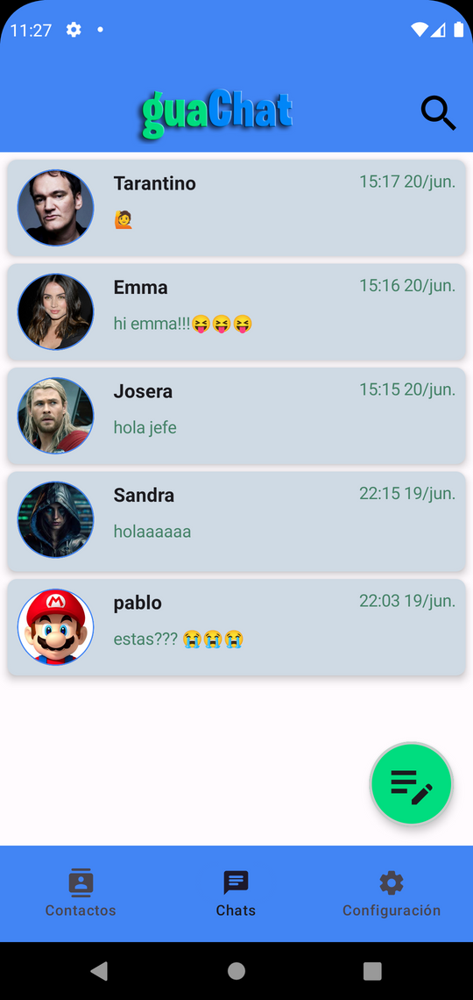 11:27
guaChat
Tarantino 15:17 20/jun.
🙋
Emma 15:16 20/jun.
hi emma!!!😝😝😝
Josera 15:15 20/jun.
hola jefe
Sandra 22:15 19/jun.
holaaaaaa
M
pablo 22:03 19/jun.
estas??? 😭😭😭
Contactos Chats Configuración